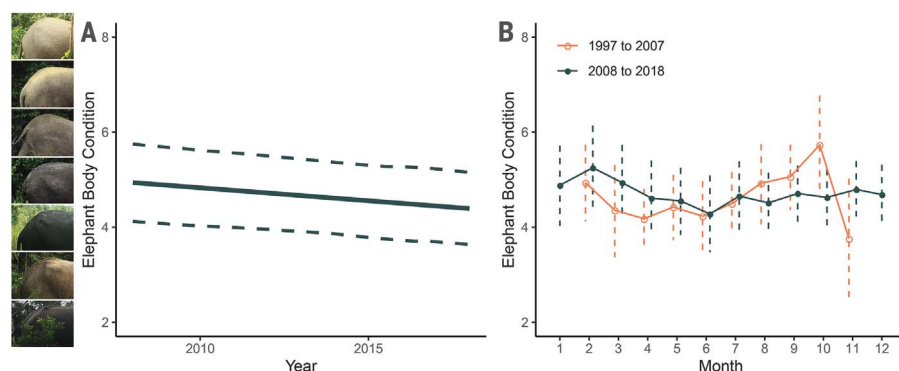 A
Elephant Body Condition
8
6
4
2
2010
2015
Year
B
1997 to 2007
2008 to 2018
Elephant Body Condition
8
6
4
2
1 2 3 4 5 6 7 8 9 10 11 12
Month